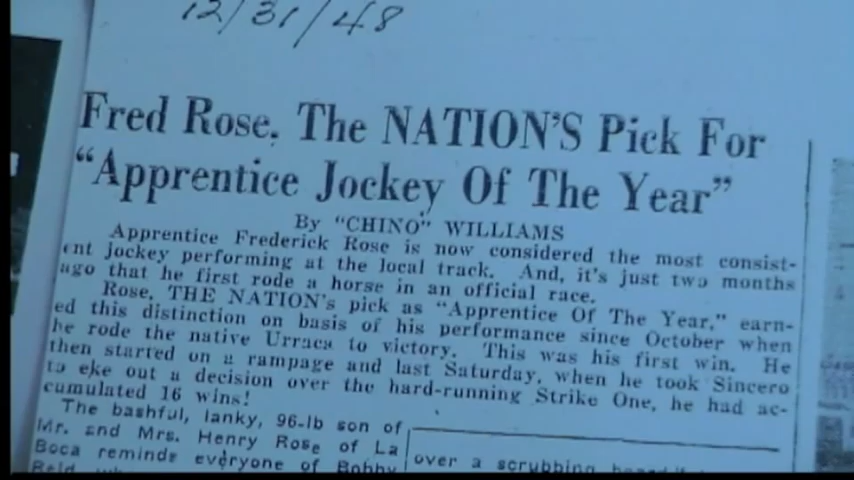 12/31/48
Fred Rose, The NATION'S Pick For
"Apprentice Jockey Of The Year"
By "CHINO" WILLIAMS
Apprentice Frederick Rose is now considered the most consist-
ent jockey performing at the local track. And, it's just two months
ago that he first rode a horse in an official race.
Rose, THE NATION's pick as "Apprentice Of The Year," earn-
ed this distinction on basis of his performance since October when
he rode the native Urraca to victory. This was his first win. He
then started on a rampage and last Saturday, when he took Sincero
to eke out a decision over the hard-running Strike One, he had ac-
cumulated 16 wins!
The bashful, lanky, 96-lb son of
Mr. and Mrs. Henry Rose of La
Boca reminds everyone of Bobby
over a scrubbing